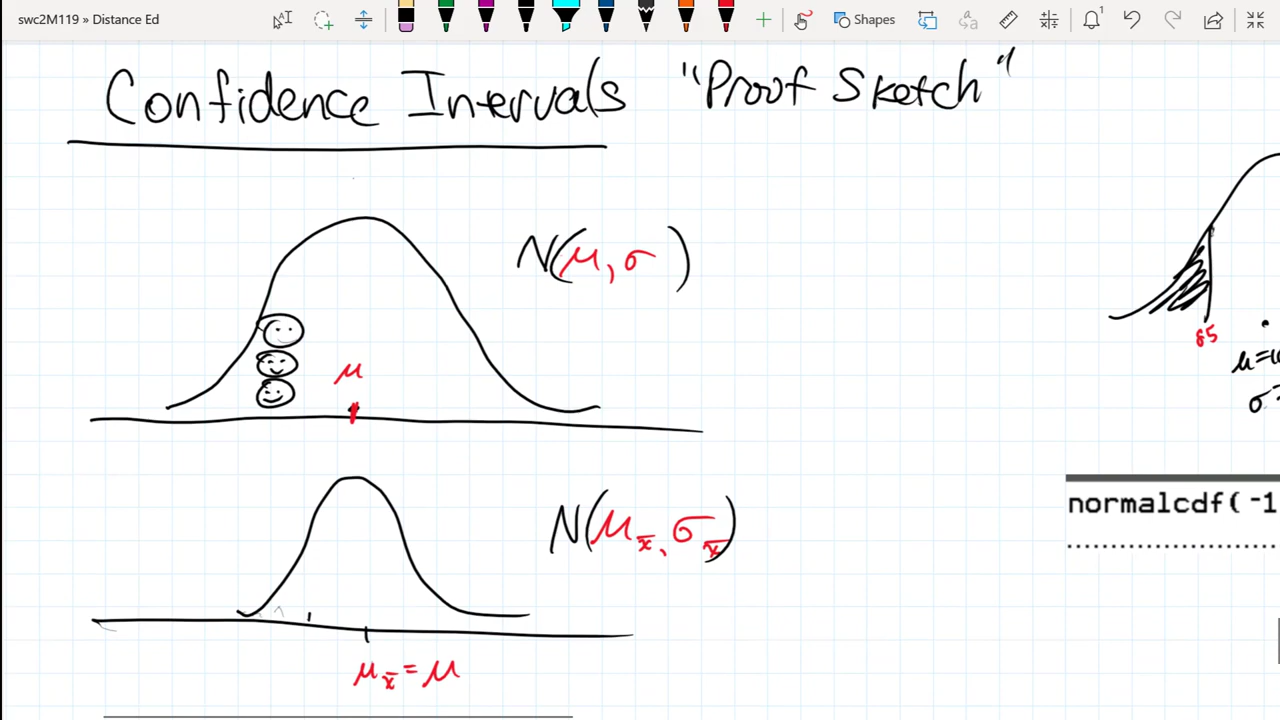 swc2M119 » Distance Ed
Shapes
Confidence Intervals "Proof Sketch"
N(μ, σ)
μ
85
σ
normalcdf( -1
N(μx̄, σx̄)
μx̄ = μ